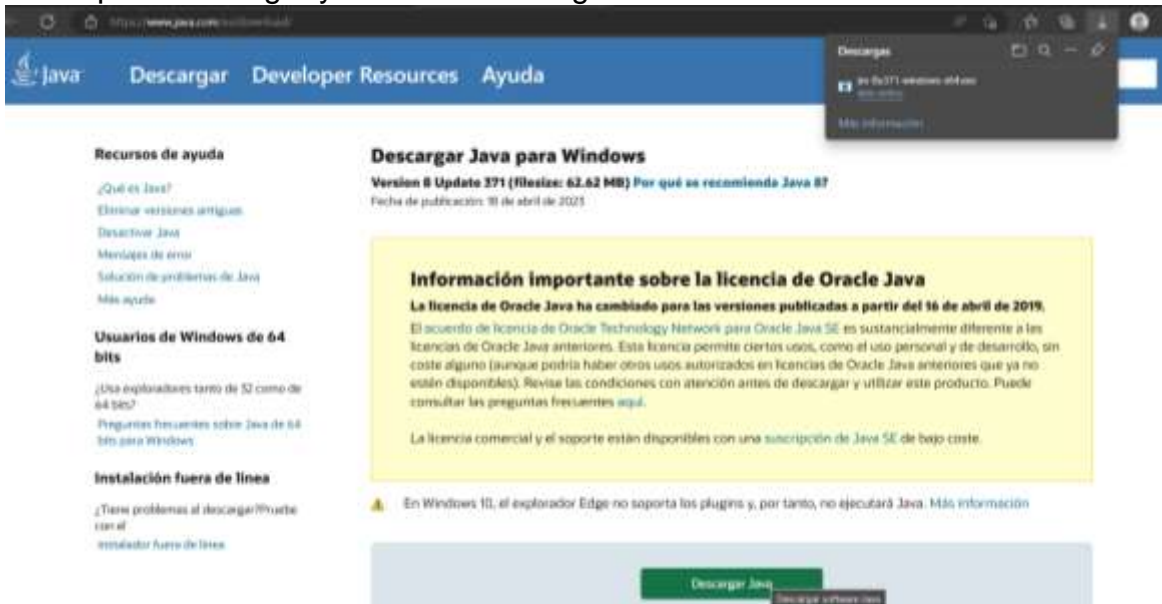 www.java.com
Java Descargar Developer Resources Ayuda
Descargas
Más información
Recursos de ayuda
¿Qué es Java?
Eliminar versiones antiguas
Desactivar Java
Mensajes de error
Solución de problemas de Java
Más ayuda
Usuarios de Windows de 64
bits
¿Usa exploradores tanto de 32 como de
64 bits?
Preguntas frecuentes sobre Java de 64
bits para Windows
Instalación fuera de línea
¿Tiene problemas al descargar?Pruebe
con el
instalador fuera de línea
Descargar Java para Windows
Version 8 Update 371 (filesize: 62.62 MB) Por qué se recomienda Java 8?
Fecha de publicación: 18 de abril de 2023
Información importante sobre la licencia de Oracle Java
La licencia de Oracle Java ha cambiado para las versiones publicadas a partir del 16 de abril de 2019.
El acuerdo de licencia de Oracle Technology Network para Oracle Java SE es sustancialmente diferente a las
licencias de Oracle Java anteriores. Esta licencia permite ciertos usos, como el uso personal y de desarrollo, sin
coste alguno (aunque podría haber otros usos autorizados en licencias de Oracle Java anteriores que ya no
estén disponibles). Revise las condiciones con atención antes de descargar y utilizar este producto. Puede
consultar las preguntas frecuentes aquí.
La licencia comercial y el soporte están disponibles con una suscripción de Java SE de bajo coste.
En Windows 10, el explorador Edge no soporta los plugins y, por tanto, no ejecutará Java. Más información
Descargar Java
Descargar software Java